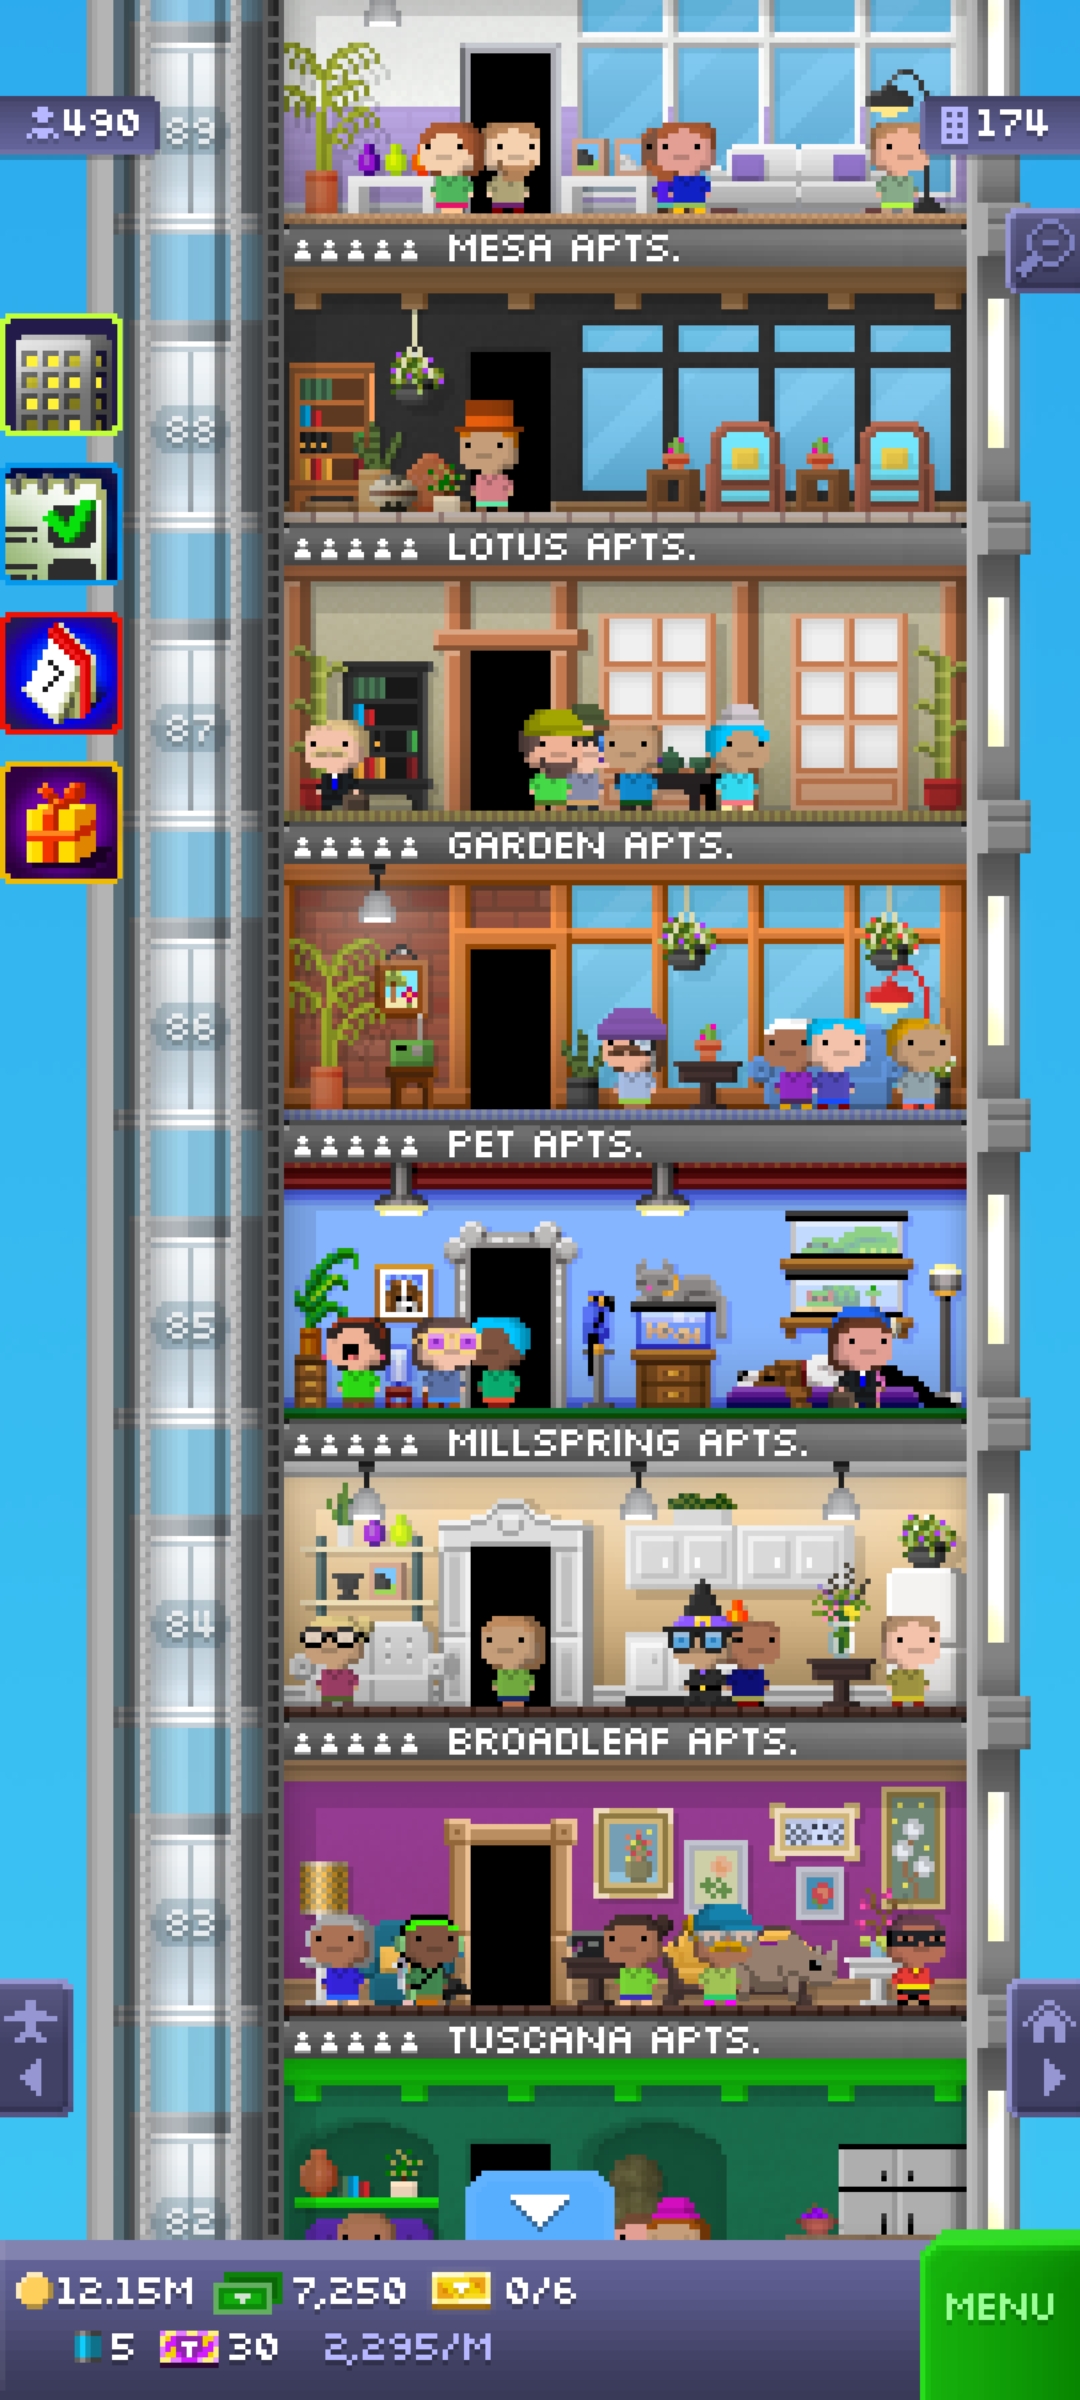 490
89
174
MESA APTS.
88
LOTUS APTS.
87
GARDEN APTS.
86
PET APTS.
85
MILLSPRING APTS.
84
BROADLEAF APTS.
83
TUSCANA APTS.
82
12.15M 7,250 0/6
5 30 2,295/M
MENU